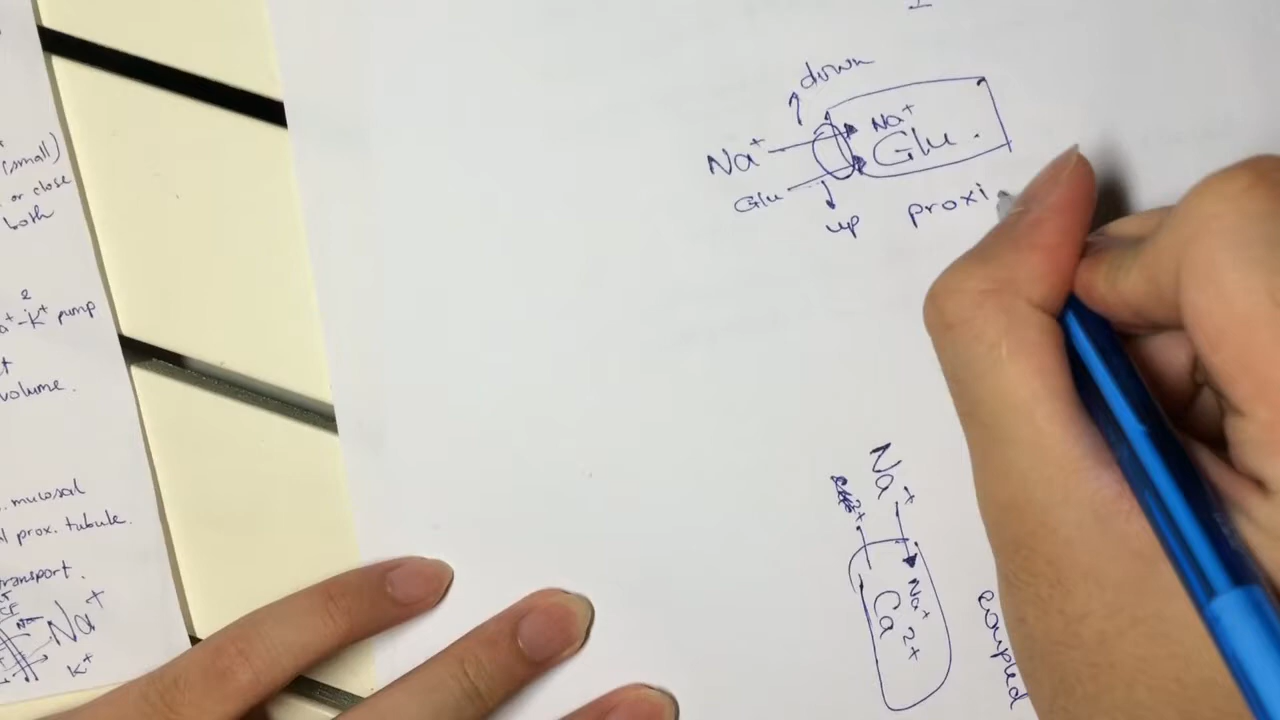 (small)
or close
both
2
-K⁺ pump
volume.
mucosal
prox. tubule.
transport.
Na⁺
K⁺
down
Na⁺
Na⁺
Glu.
Glu
up
proxi
Na⁺
Na⁺
Ca²⁺
coupled